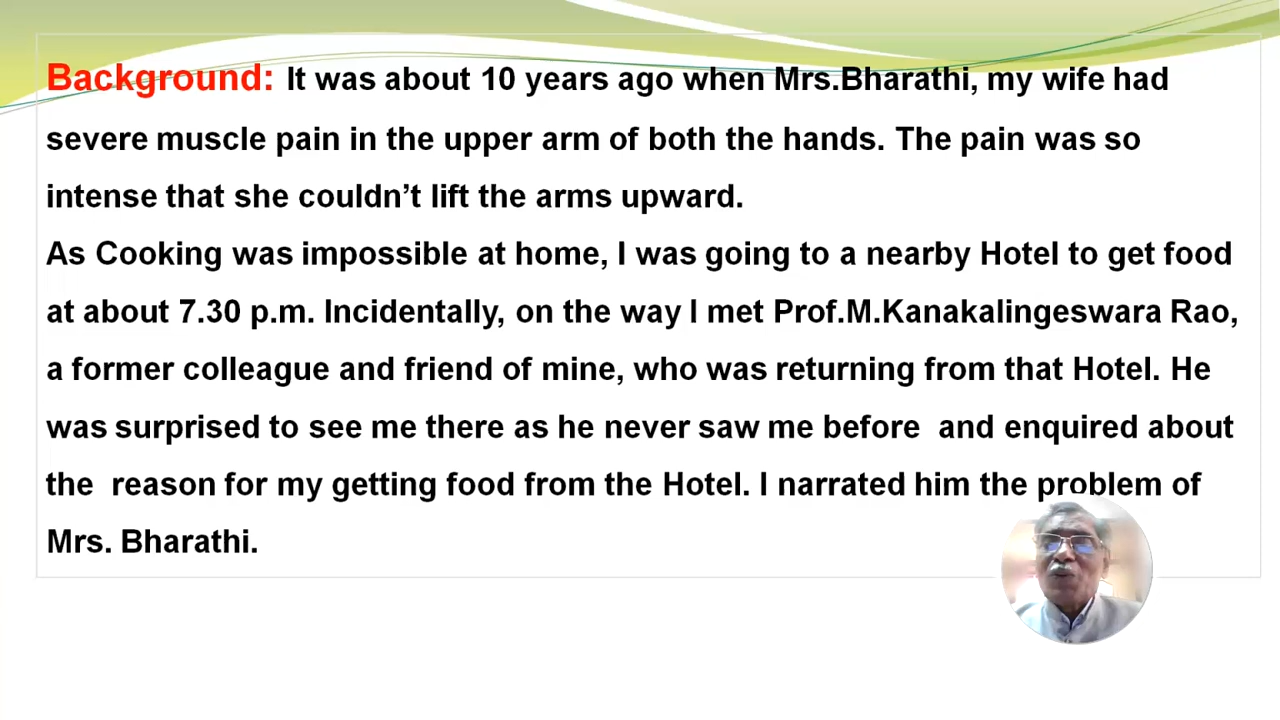 Background: It was about 10 years ago when Mrs.Bharathi, my wife had
severe muscle pain in the upper arm of both the hands. The pain was so
intense that she couldn’t lift the arms upward.
As Cooking was impossible at home, I was going to a nearby Hotel to get food
at about 7.30 p.m. Incidentally, on the way I met Prof.M.Kanakalingeswara Rao,
a former colleague and friend of mine, who was returning from that Hotel. He
was surprised to see me there as he never saw me before  and enquired about
the  reason for my getting food from the Hotel. I narrated him the problem of
Mrs. Bharathi.